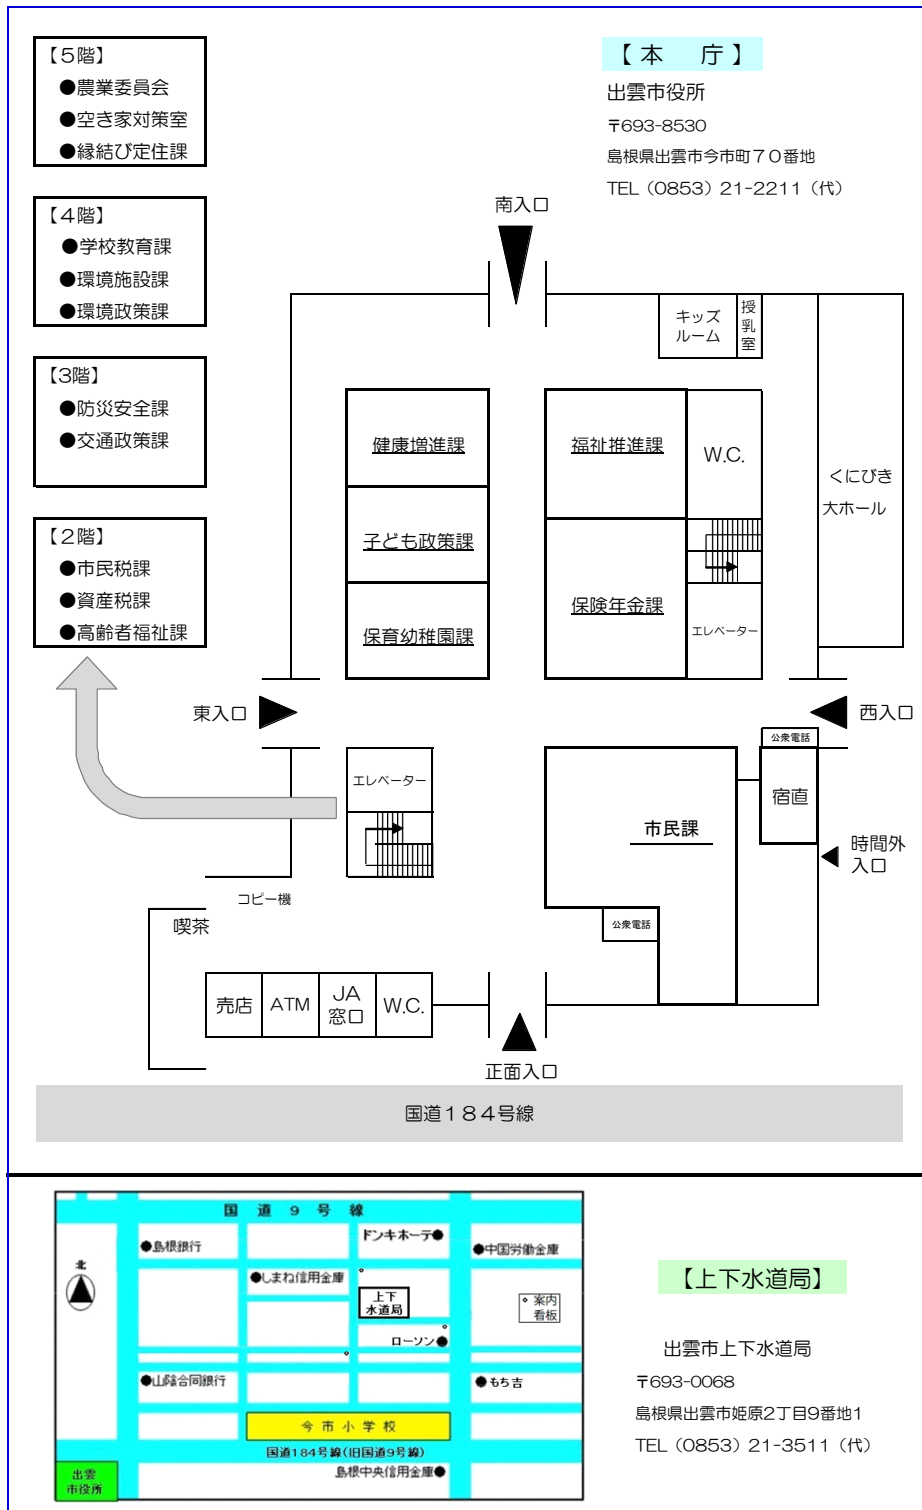 【5階】
●農業委員会
●空き家対策室
●縁結び定住課
【4階】
●学校教育課
●環境施設課
●環境政策課
【3階】
●防災安全課
●交通政策課
【2階】
●市民税課
●資産税課
●高齢者福祉課
【本　庁】
出雲市役所
〒693-8530
島根県出雲市今市町７０番地
TEL（0853）21-2211（代）
南入口
キッズ
ルーム
授
乳
室
健康増進課
福祉推進課
W.C.
くにびき
大ホール
子ども政策課
保険年金課
保育幼稚園課
エレベーター
東入口
西入口
公衆電話
エレベーター
宿直
市民課
時間外
入口
コピー機
喫茶
公衆電話
売店
ATM
JA
窓口
W.C.
正面入口
国道１８４号線
国道９号線
ドンキホーテ●
●島根銀行
●中国労働金庫
北
●しまね信用金庫
上下
水道局
案内
看板
ローソン●
●山陰合同銀行
●もち吉
今市小学校
国道184号線(旧国道9号線)
島根中央信用金庫●
出雲
市役所
【上下水道局】
出雲市上下水道局
〒693-0068
島根県出雲市姫原2丁目9番地1
TEL（0853）21-3511（代）